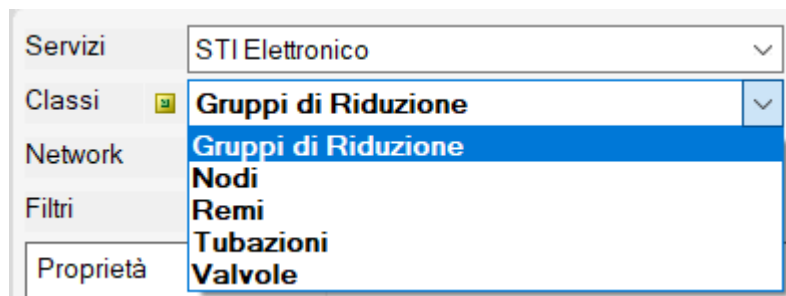 Servizi STI Elettronico
Classi Gruppi di Riduzione
Network Gruppi di Riduzione
Nodi
Filtri Remi
Tubazioni
Proprietà Valvole